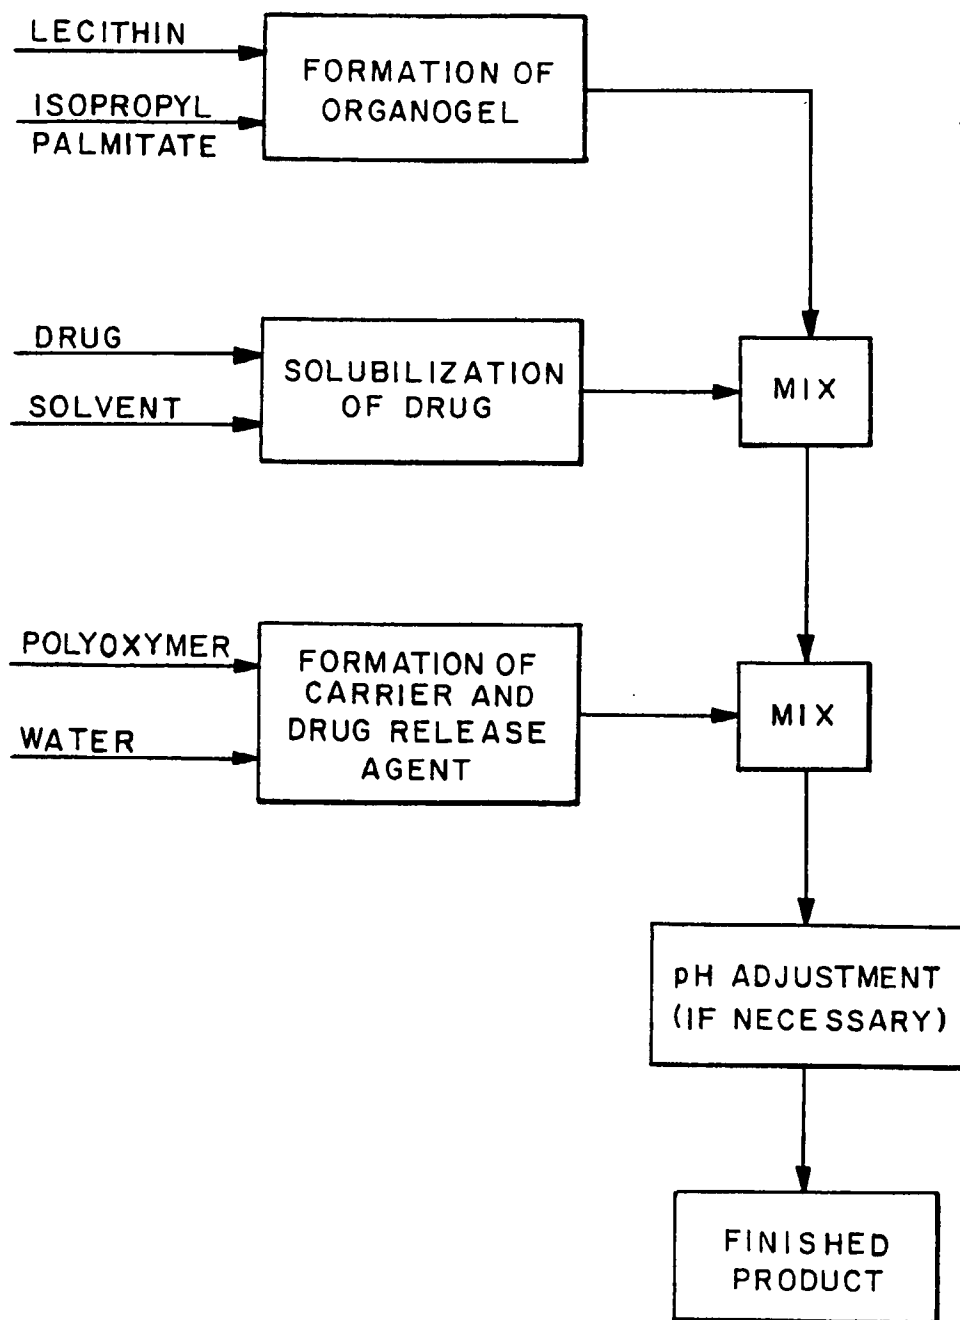 LECITHIN
ISOPROPYL
PALMITATE
FORMATION OF
ORGANOGEL
DRUG
SOLVENT
SOLUBILIZATION
OF DRUG
MIX
POLYOXYMER
WATER
FORMATION OF
CARRIER AND
DRUG RELEASE
AGENT
MIX
pH ADJUSTMENT
(IF NECESSARY)
FINISHED
PRODUCT